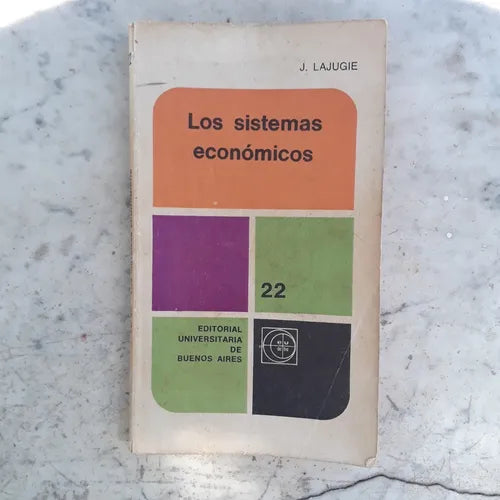 J. LAJUGIE
Los sistemas
económicos
22
EDITORIAL
UNIVERSITARIA
DE
BUENOS AIRES